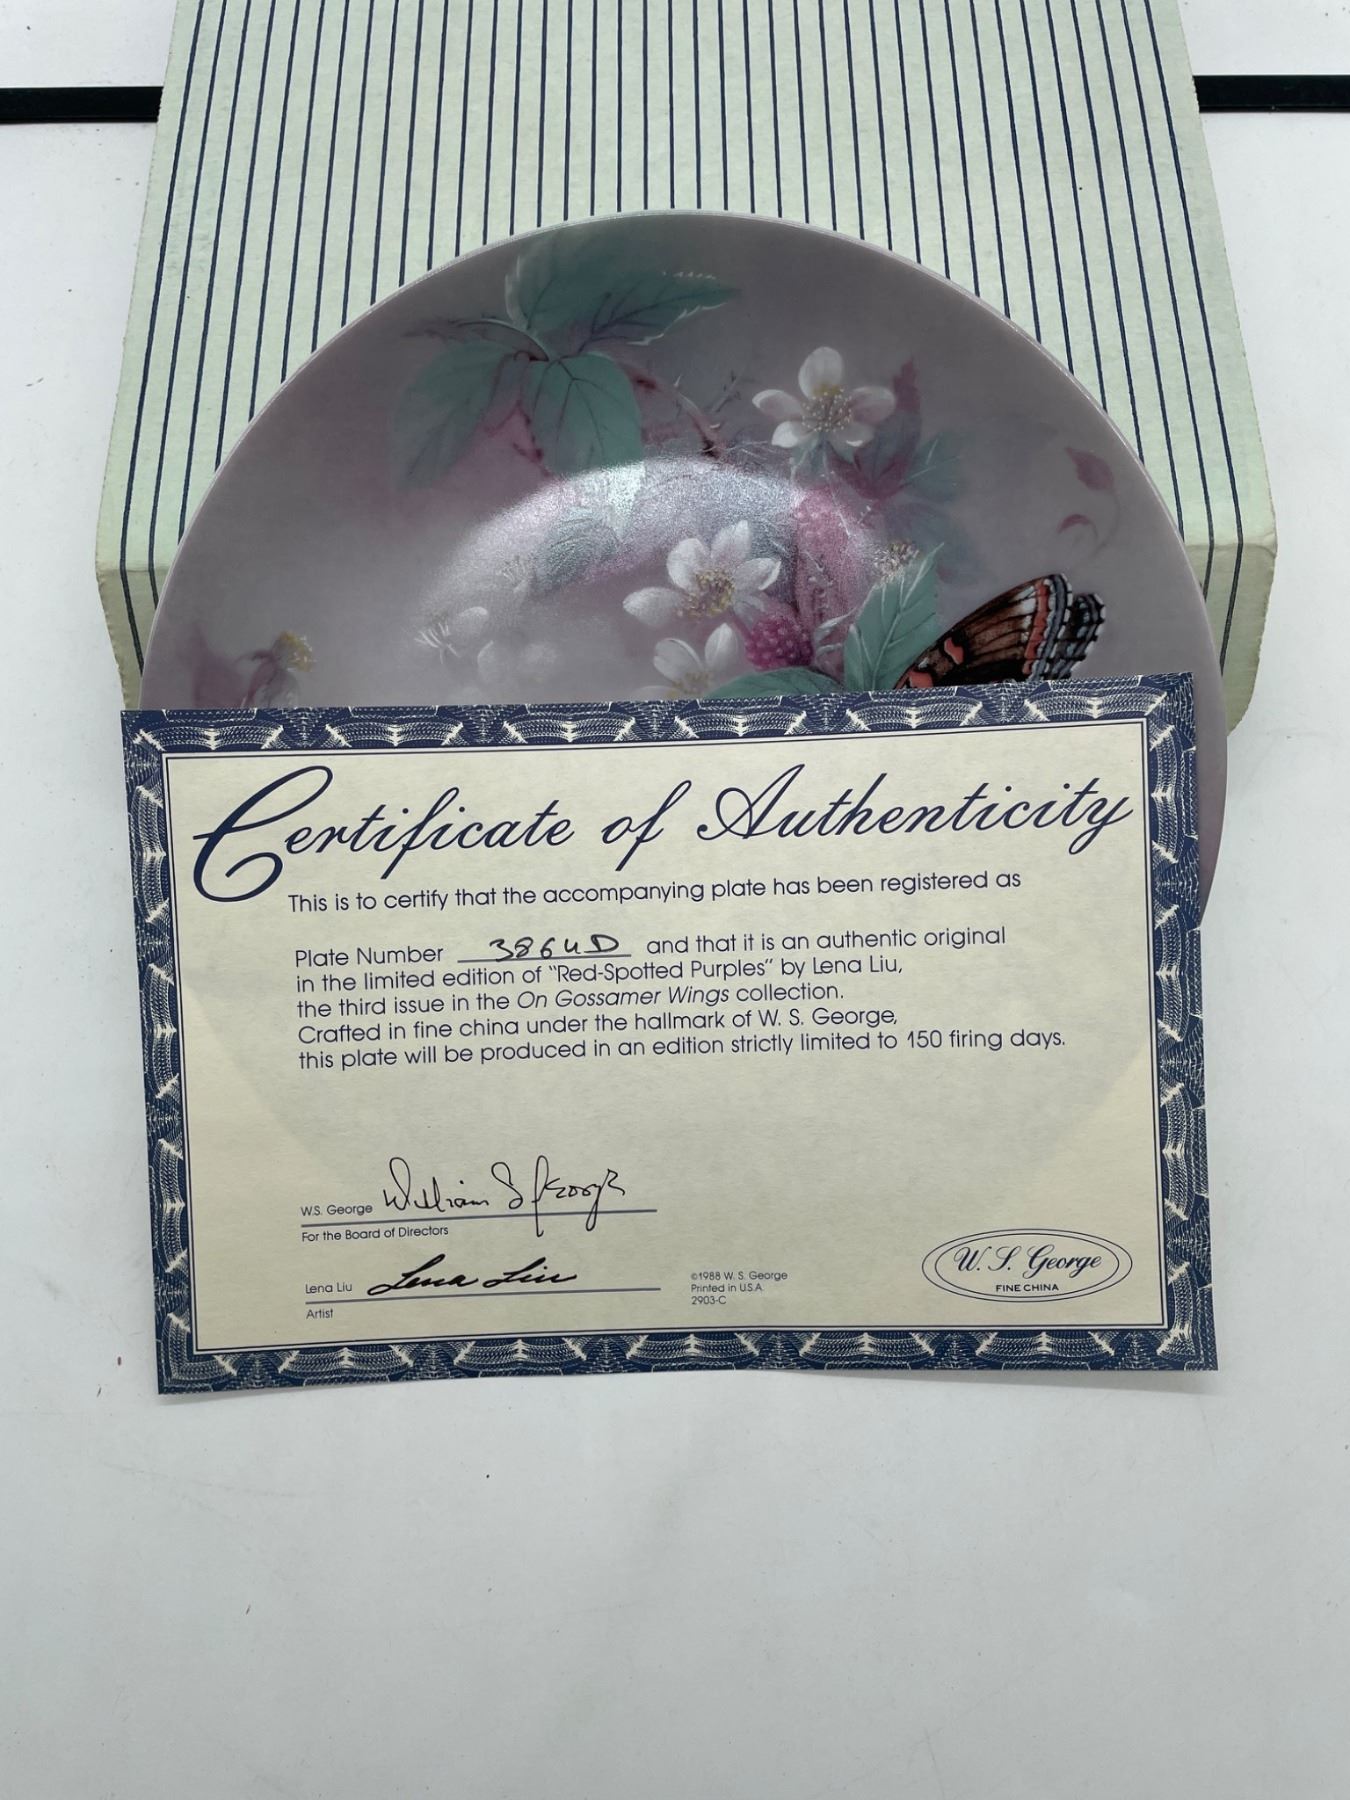 Certificate of Authenticity
This is to certify that the accompanying plate has been registered as
Plate Number 3864D and that it is an authentic original
in the limited edition of "Red-Spotted Purples" by Lena Liu,
the third issue in the On Gossamer Wings collection.
Crafted in fine china under the hallmark of W. S. George,
this plate will be produced in an edition strictly limited to 150 firing days.
W.S. George William S George
For the Board of Directors
Lena Liu Lena Liu
Artist
©1988 W. S. George
Printed in U.S.A.
2903-C
W. S. George
FINE CHINA